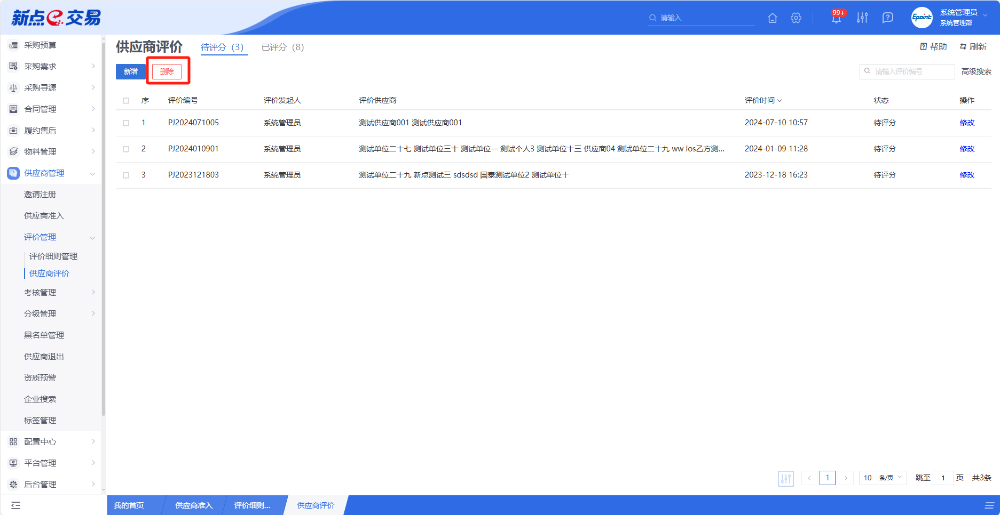 新点e交易
请输入
99+
Epoint
系统管理员
系统管理部
采购预算
采购需求
采购寻源
合同管理
履约售后
物料管理
供应商管理
邀请注册
供应商准入
评价管理
评价细则管理
供应商评价
考核管理
分级管理
黑名单管理
供应商退出
资质预警
企业搜索
标签管理
配置中心
平台管理
后台管理
供应商评价 待评分（3） 已评分（8）
帮助 刷新
新增 删除
请输入评价编号 高级搜索
序 评价编号 评价发起人 评价供应商 评价时间 状态 操作
1 PJ2024071005 系统管理员 测试供应商001 测试供应商001 2024-07-10 10:57 待评分 修改
2 PJ2024010901 系统管理员 测试单位二十七 测试单位三十 测试单位一 测试个人3 测试单位十三 供应商04 测试单位二十九 ww ios乙方测... 2024-01-09 11:28 待评分 修改
3 PJ2023121803 系统管理员 测试单位二十九 新点测试三 sdsdsd 国泰测试单位2 测试单位十 2023-12-18 16:23 待评分 修改
1 10 条/页 跳至 1 页 共3条
我的首页 供应商准入 评价细则... 供应商评价